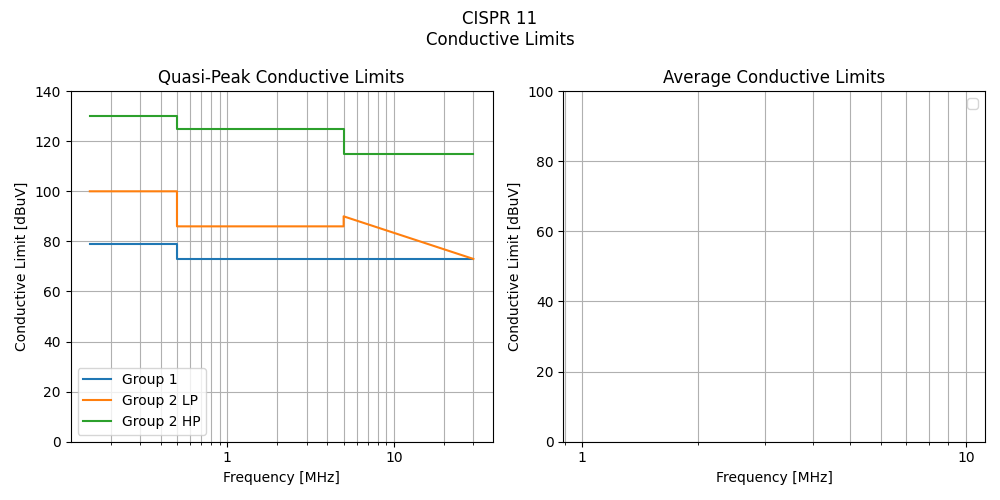 CISPR 11
Conductive Limits
Quasi-Peak Conductive Limits
140
120
100
80
60
40
20
0
Conductive Limit [dBuV]
Group 1
Group 2 LP
Group 2 HP
1
10
Frequency [MHz]
Average Conductive Limits
100
80
60
40
20
0
Conductive Limit [dBuV]
1
10
Frequency [MHz]